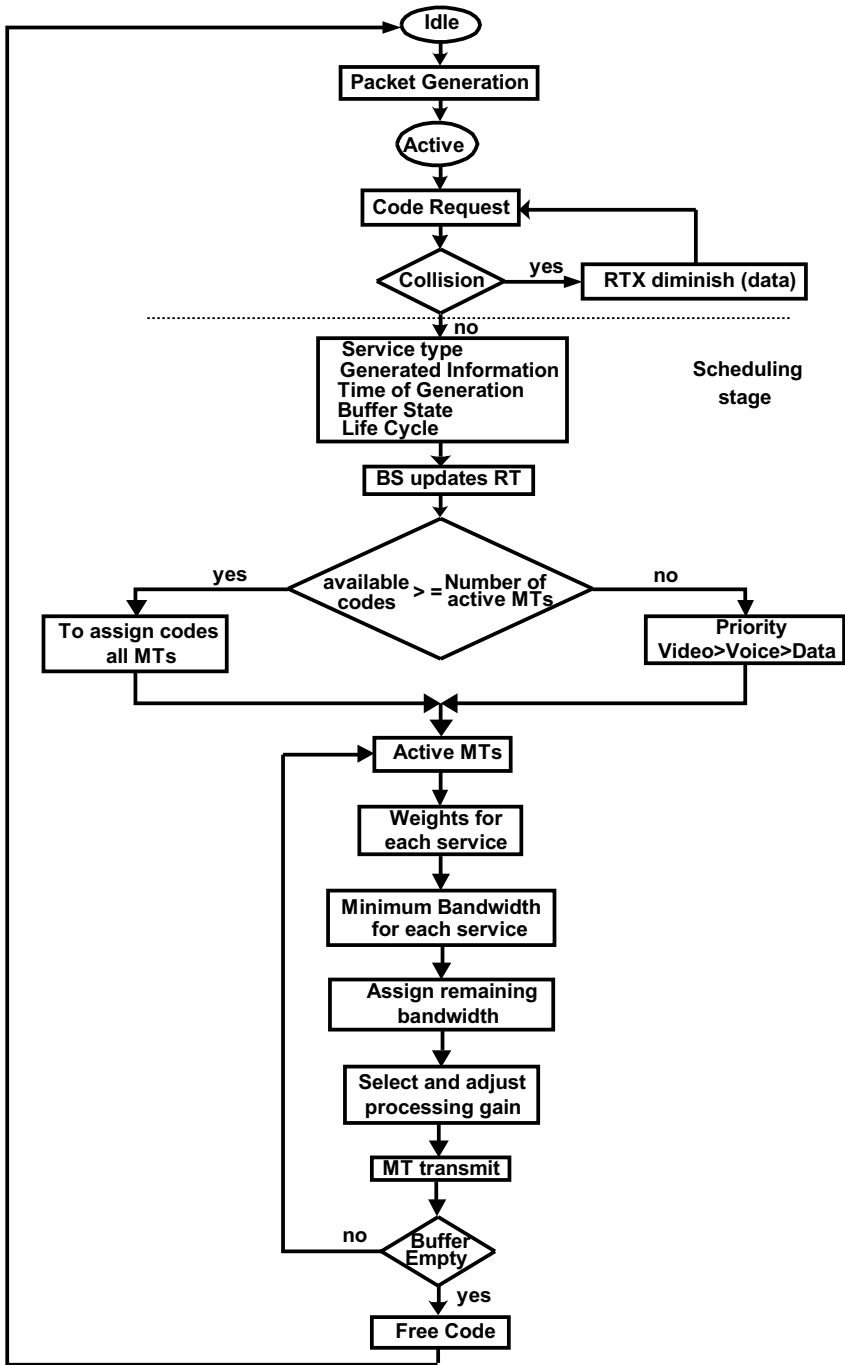 Idle
Packet Generation
Active
Code Request
Collision
yes
RTX diminish (data)
no
Service type
Generated Information
Time of Generation
Buffer State
Life Cycle
Scheduling
stage
BS updates RT
yes
available
codes
> =
Number of
active MTs
no
To assign codes
all MTs
Priority
Video>Voice>Data
Active MTs
Weights for
each service
Minimum Bandwidth
for each service
Assign remaining
bandwidth
Select and adjust
processing gain
MT transmit
no
Buffer
Empty
yes
Free Code